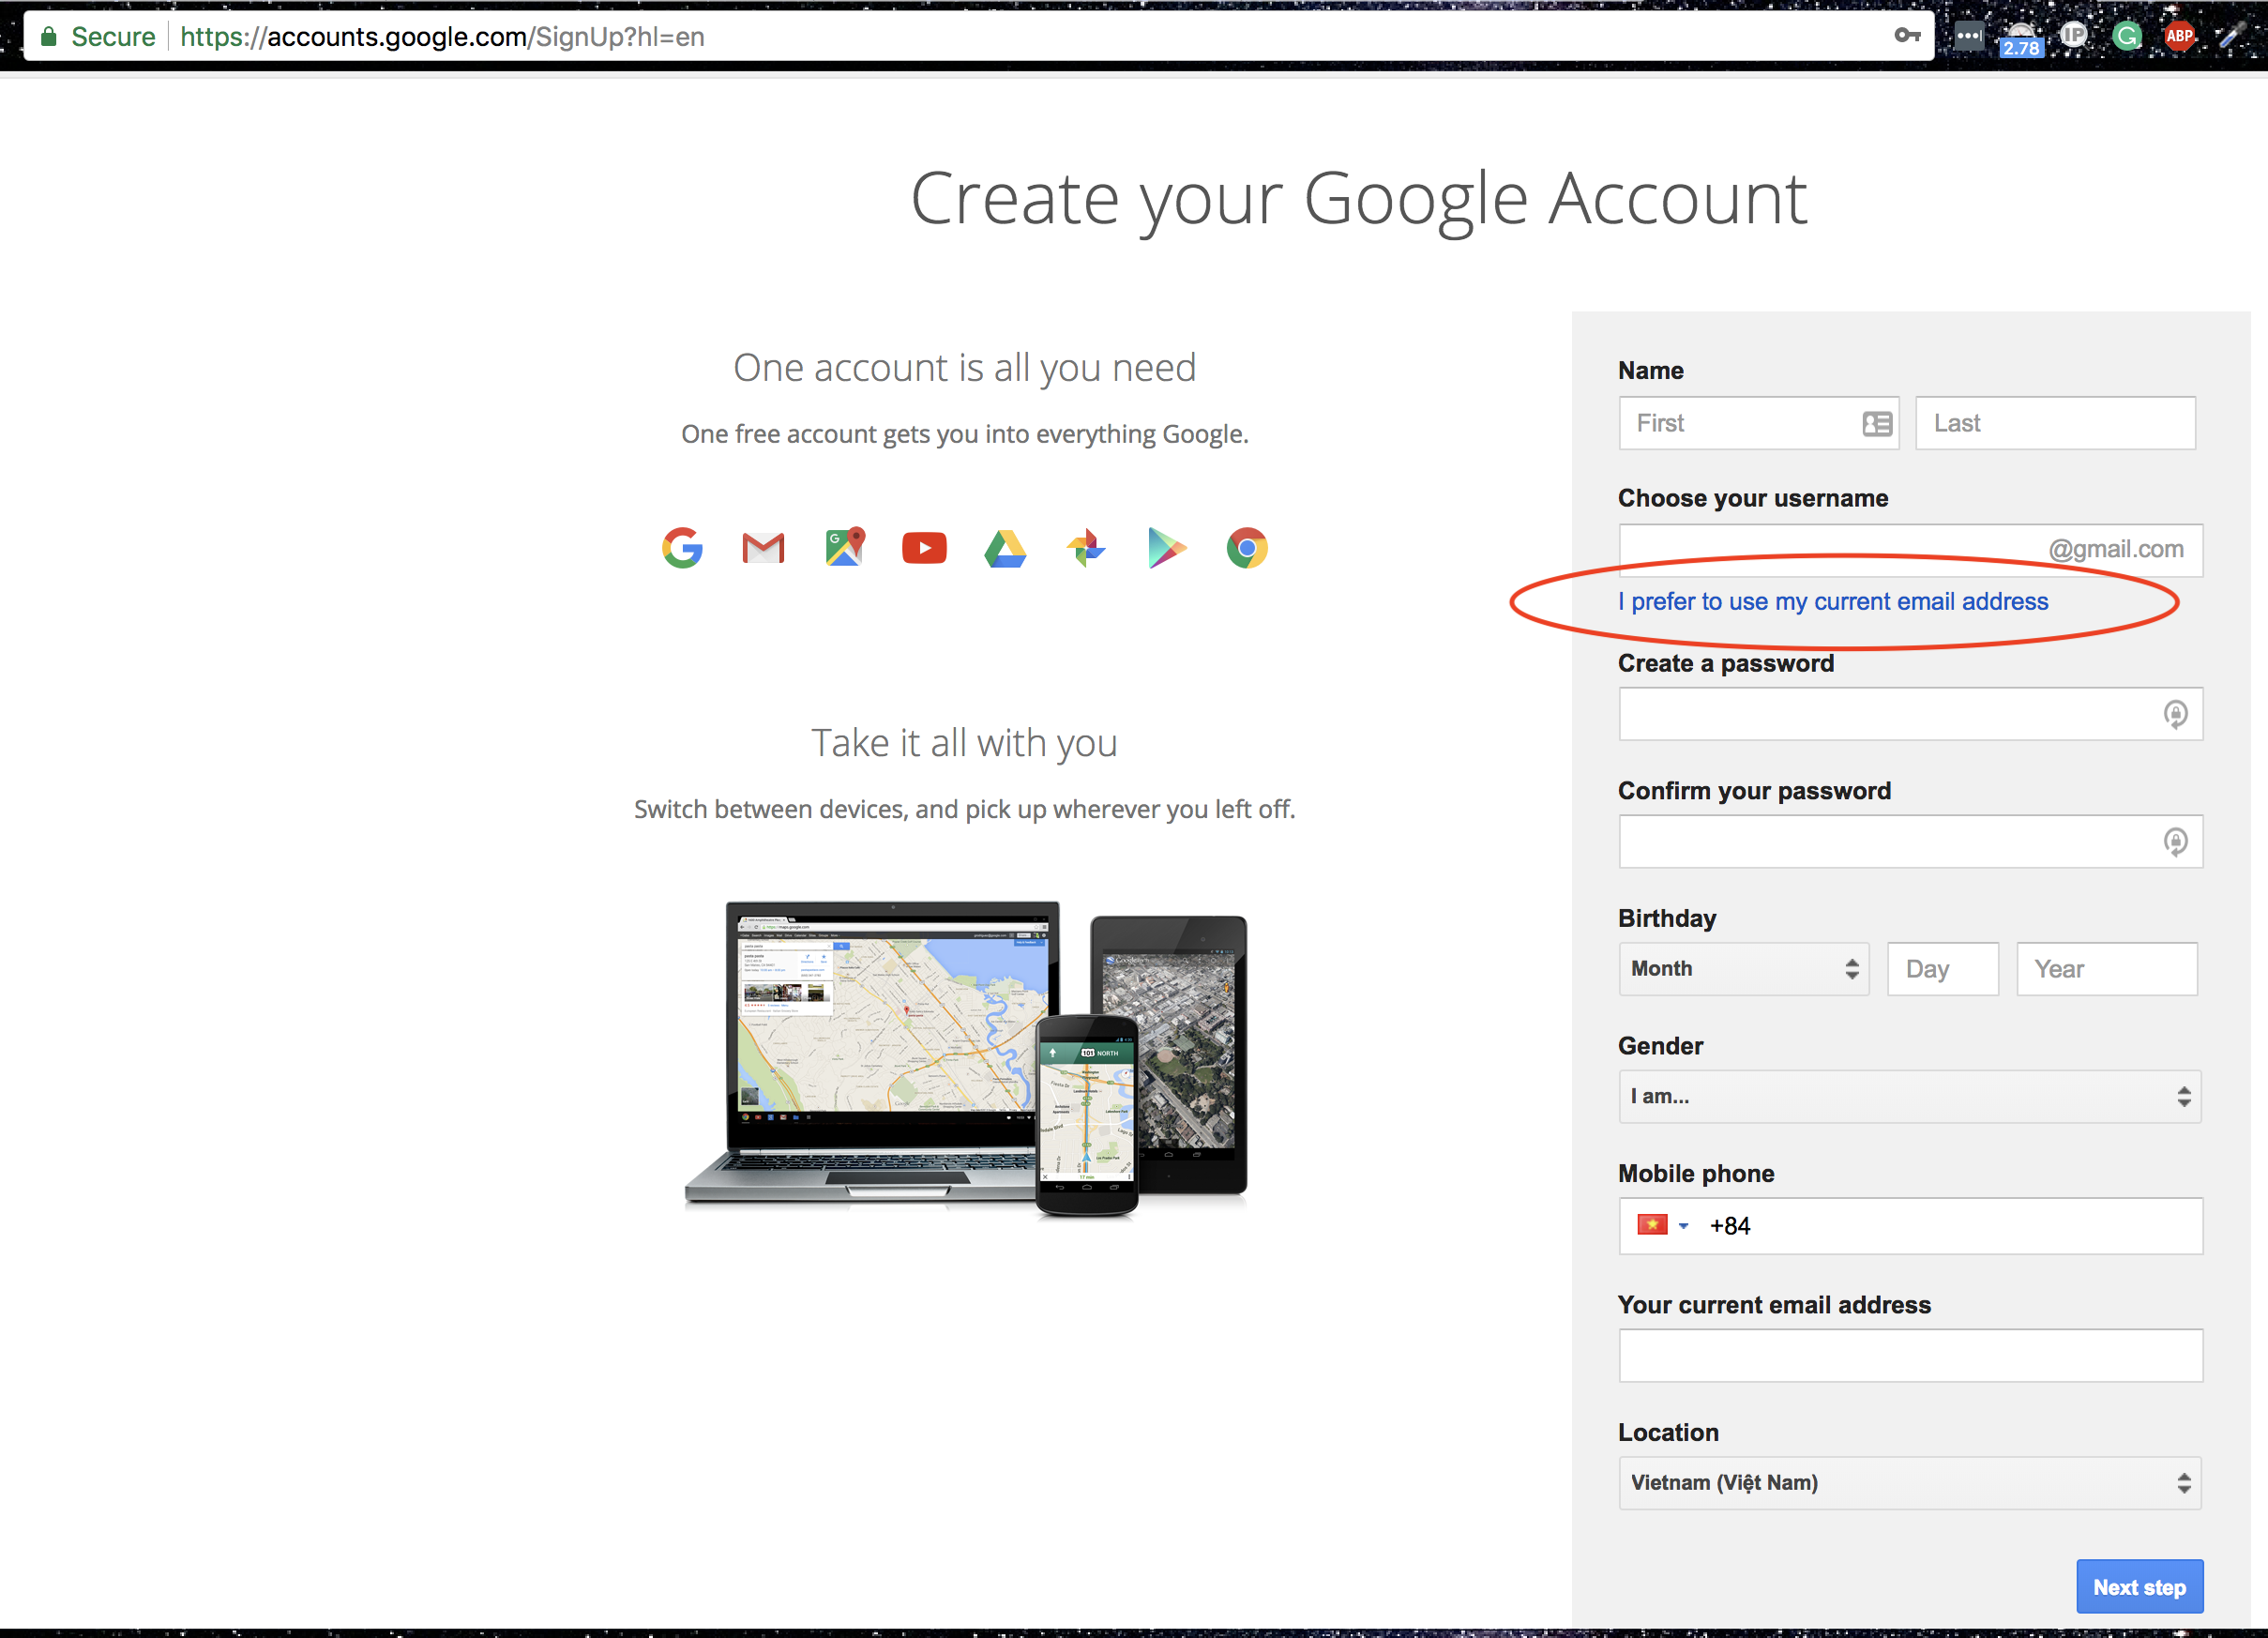 Secure https://accounts.google.com/SignUp?hl=en
2.78
IP
ABP
Create your Google Account
One account is all you need
One free account gets you into everything Google.
Take it all with you
Switch between devices, and pick up wherever you left off.
101 NORTH
Name
First Last
Choose your username
@gmail.com
I prefer to use my current email address
Create a password
Confirm your password
Birthday
Month Day Year
Gender
I am...
Mobile phone
+84
Your current email address
Location
Vietnam (Việt Nam)
Next step